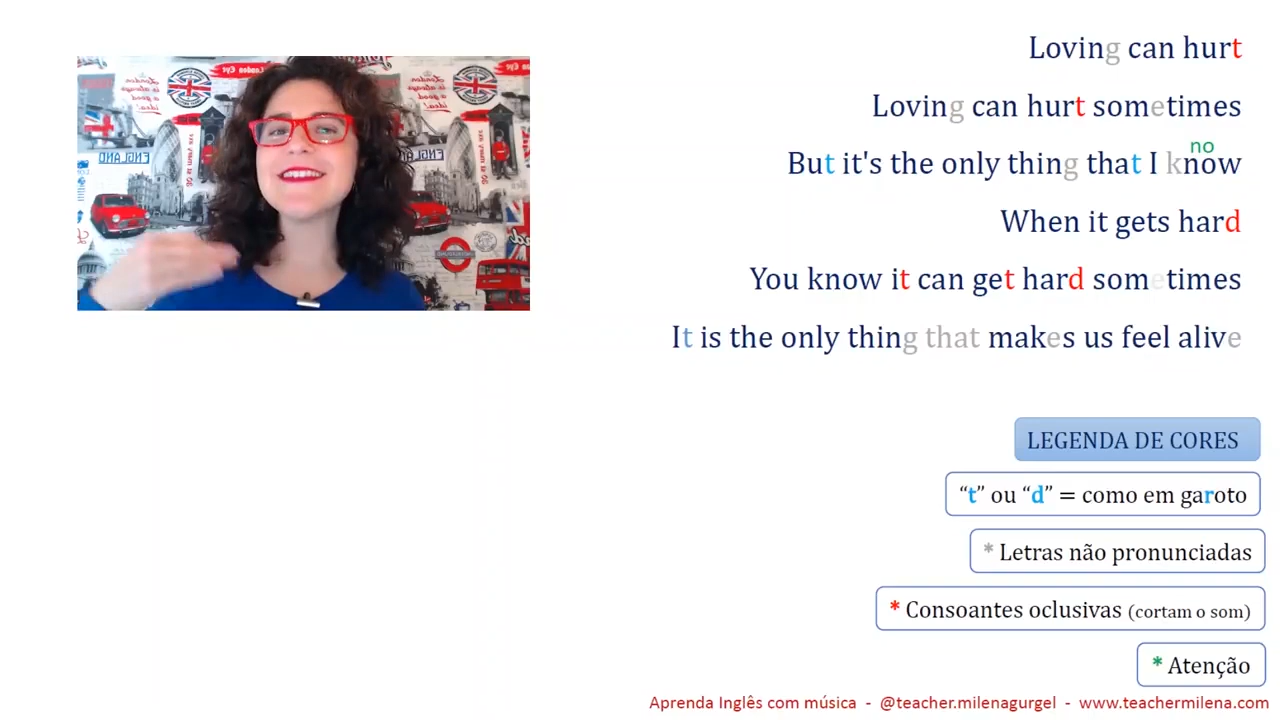 Loving can hurt
Loving can hurt sometimes
no
But it's the only thing that I know
When it gets hard
You know it can get hard sometimes
It is the only thing that makes us feel alive
LEGENDA DE CORES
“t” ou “d” = como em garoto
* Letras não pronunciadas
* Consoantes oclusivas (cortam o som)
* Atenção
Aprenda Inglês com música - @teacher.milenagurgel - www.teachermilena.com
ENGLAND
ENGLAND